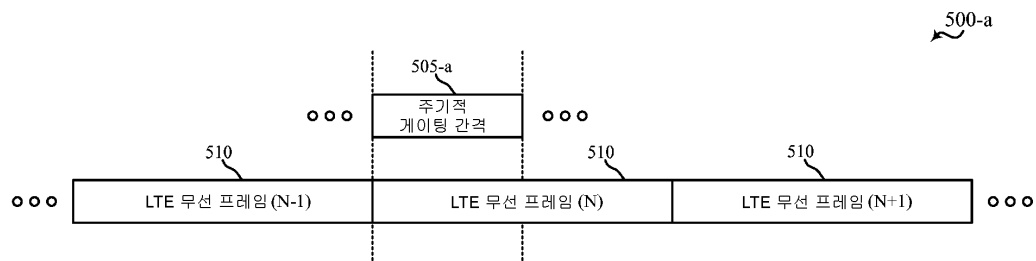 500-a
505-a
주기적
게이팅 간격
510
510
510
LTE 무선 프레임(N-1)
LTE 무선 프레임(N)
LTE 무선 프레임(N+1)